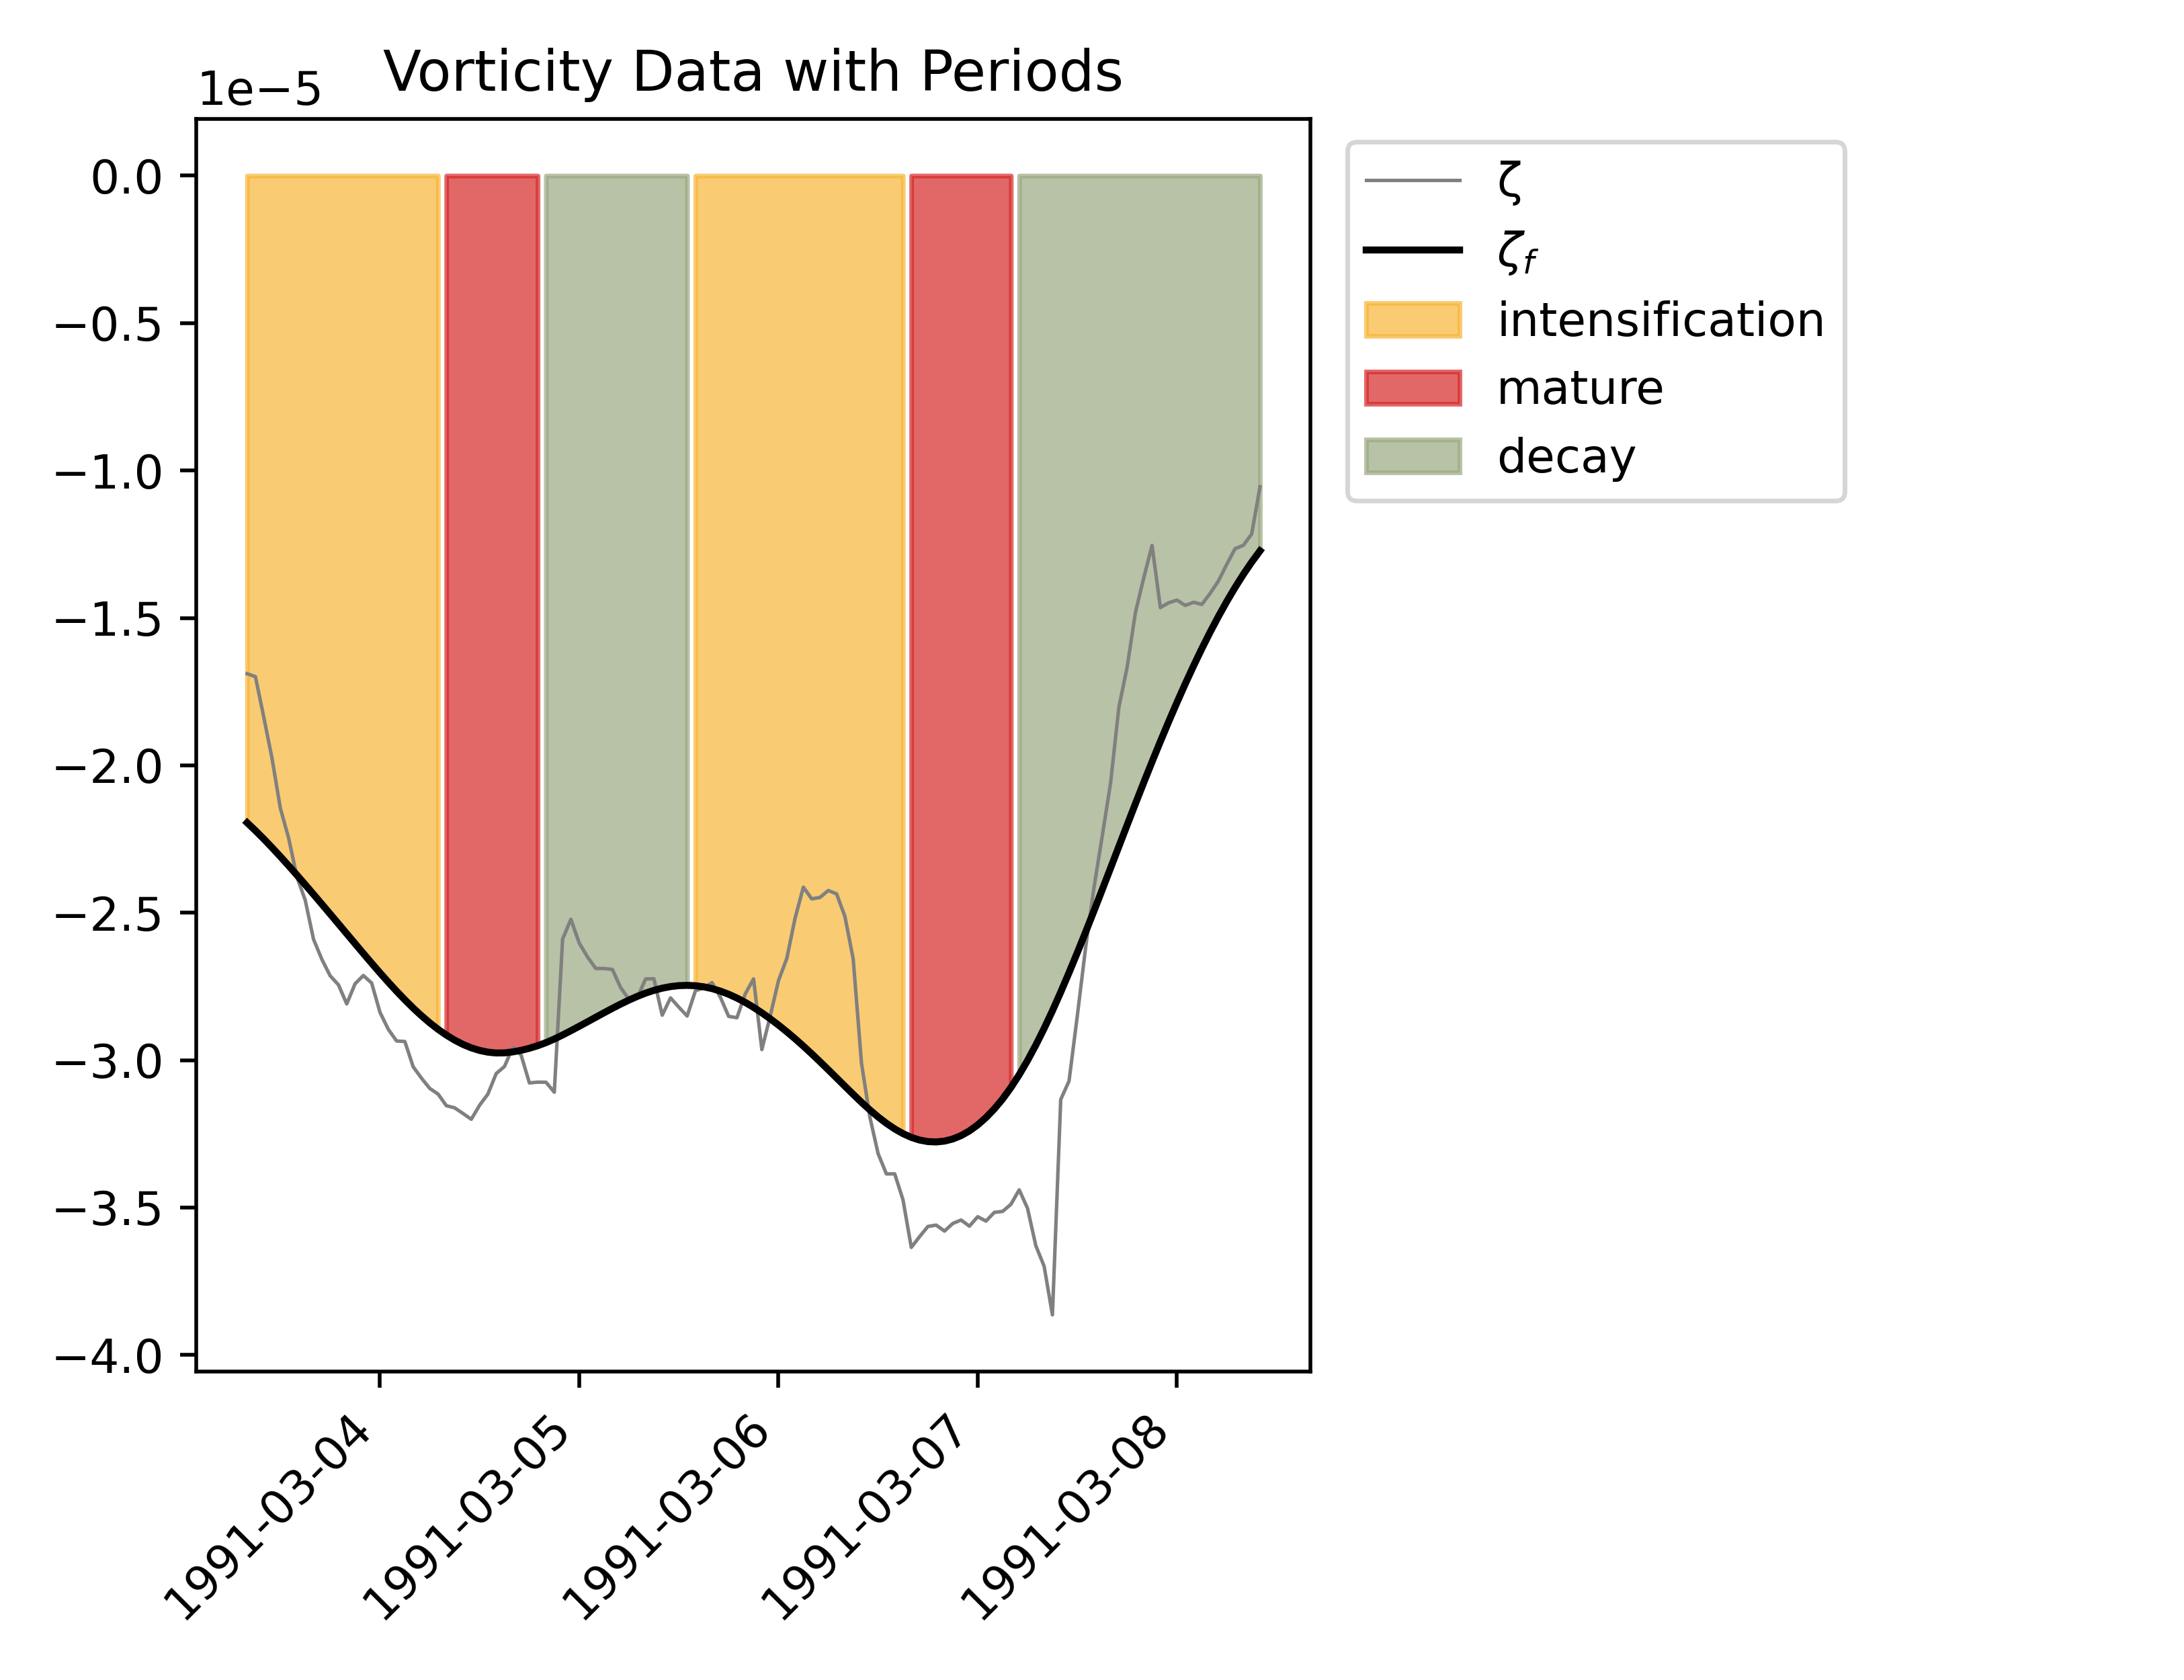 Vorticity Data with Periods
1e−5
0.0
−0.5
−1.0
−1.5
−2.0
−2.5
−3.0
−3.5
−4.0
1991-03-04
1991-03-05
1991-03-06
1991-03-07
1991-03-08
ζ
ζf
intensification
mature
decay